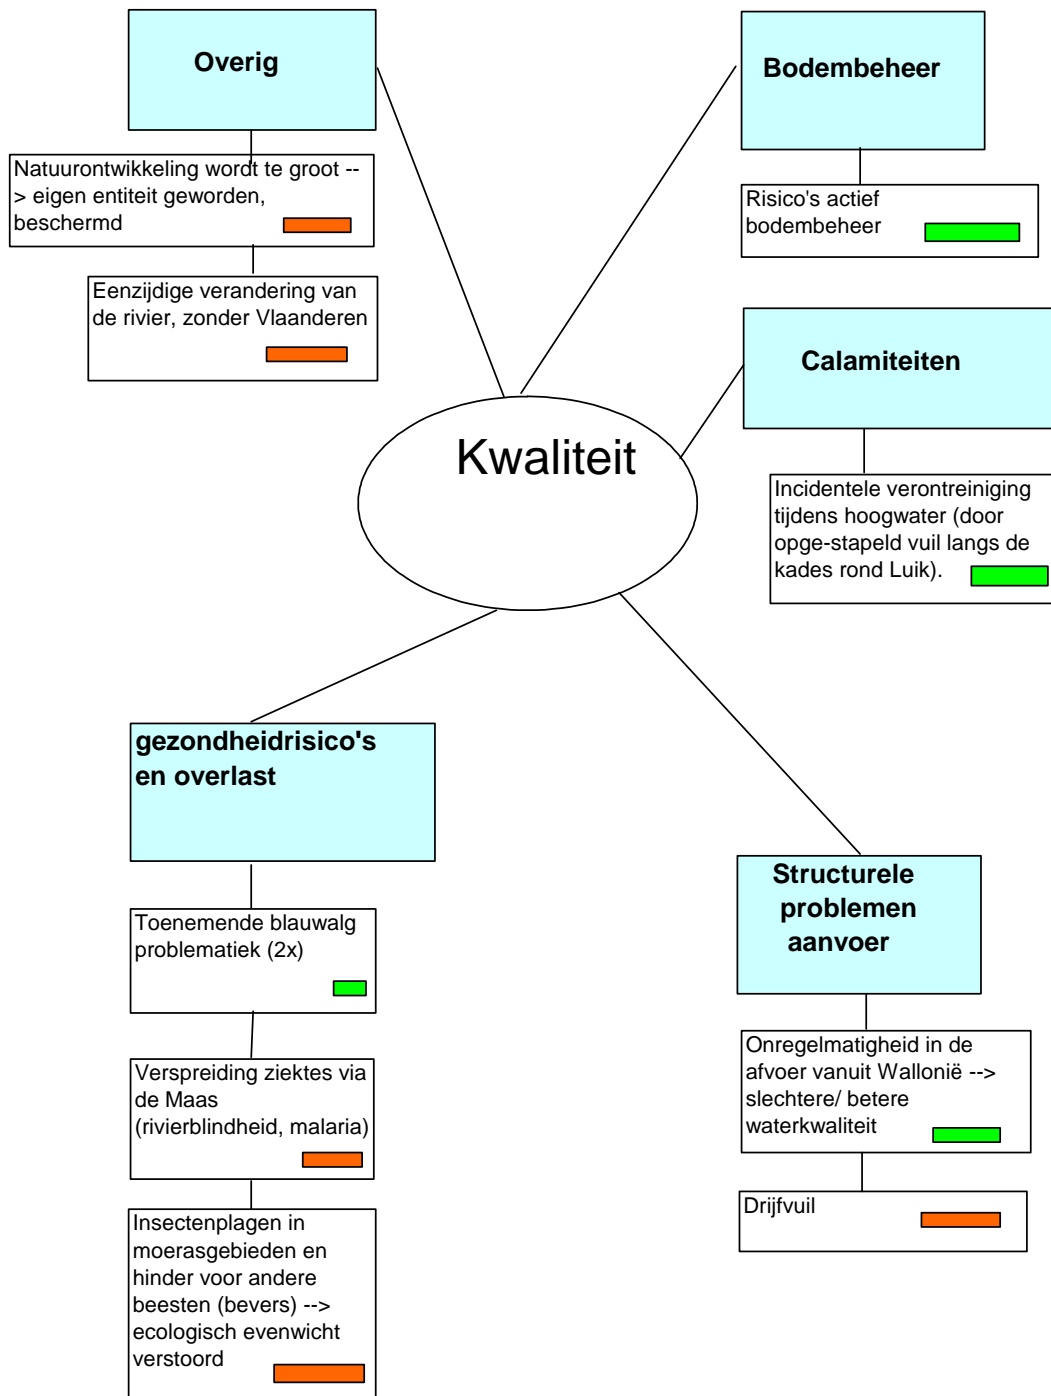 Overig
Natuurontwikkeling wordt te groot --
> eigen entiteit geworden,
beschermd
Eenzijdige verandering van
de rivier, zonder Vlaanderen
Bodembeheer
Risico's actief
bodembeheer
Calamiteiten
Incidentele verontreiniging
tijdens hoogwater (door
opge-stapeld vuil langs de
kades rond Luik).
Kwaliteit
gezondheidrisico's
en overlast
Toenemende blauwalg
problematiek (2x)
Verspreiding ziektes via
de Maas
(rivierblindheid, malaria)
Insectenplagen in
moerasgebieden en
hinder voor andere
beesten (bevers) -->
ecologisch evenwicht
verstoord
Structurele
problemen
aanvoer
Onregelmatigheid in de
afvoer vanuit Wallonië -->
slechtere/ betere
waterkwaliteit
Drijfvuil